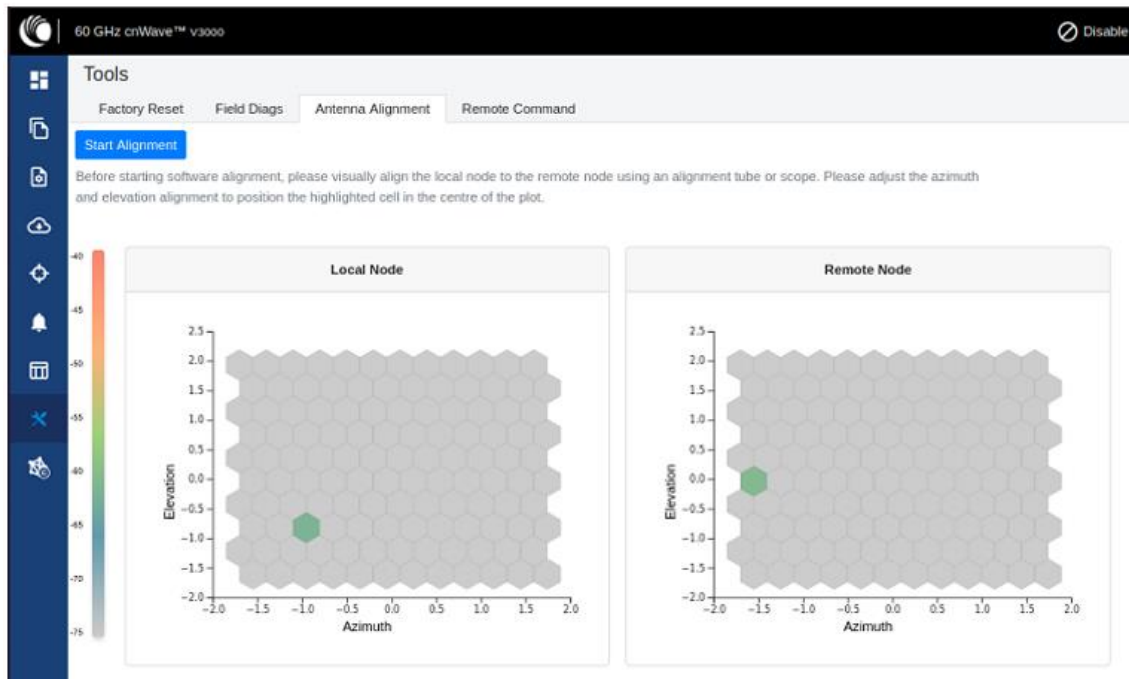 60 GHz cnWave™ V3000
Disable
Tools
Factory Reset
Field Diags
Antenna Alignment
Remote Command
Start Alignment
Before starting software alignment, please visually align the local node to the remote node using an alignment tube or scope. Please adjust the azimuth
and elevation alignment to position the highlighted cell in the centre of the plot.
-40
-45
-50
-55
-60
-65
-70
-75
Local Node
2.5
2.0
1.5
1.0
0.5
0.0
-0.5
-1.0
-1.5
-2.0
Elevation
-2.0 -1.5 -1.0 -0.5 0.0 0.5 1.0 1.5 2.0
Azimuth
Remote Node
2.5
2.0
1.5
1.0
0.5
0.0
-0.5
-1.0
-1.5
-2.0
Elevation
-2.0 -1.5 -1.0 -0.5 0.0 0.5 1.0 1.5 2.0
Azimuth